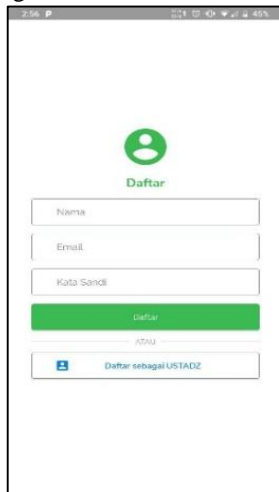 2:56 P 45%
Daftar
Nama
Email
Kata Sandi
Daftar
ATAU
Daftar sebagai USTADZ